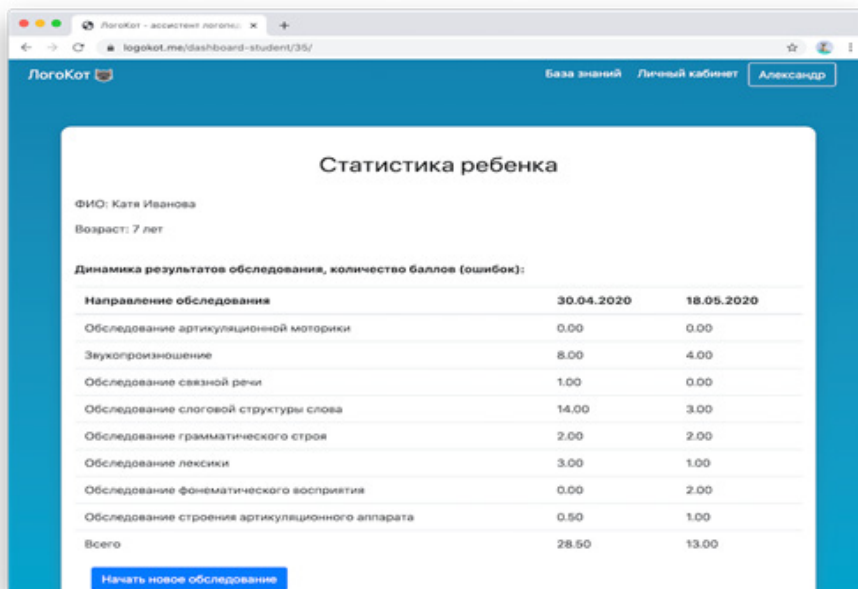 ЛогоКот - ассистент логопед
logokot.me/dashboard-student/35/
ЛогоКот
База знаний Личный кабинет Александр
Статистика ребенка
ФИО: Катя Иванова
Возраст: 7 лет
Динамика результатов обследования, количество баллов (ошибок):
Направление обследования 30.04.2020 18.05.2020
Обследование артикуляционной моторики 0.00 0.00
Звукопроизношение 8.00 4.00
Обследование связной речи 1.00 0.00
Обследование слоговой структуры слова 14.00 3.00
Обследование грамматического строя 2.00 2.00
Обследование лексики 3.00 1.00
Обследование фонематического восприятия 0.00 2.00
Обследование строения артикуляционного аппарата 0.50 1.00
Всего 28.50 13.00
Начать новое обследование